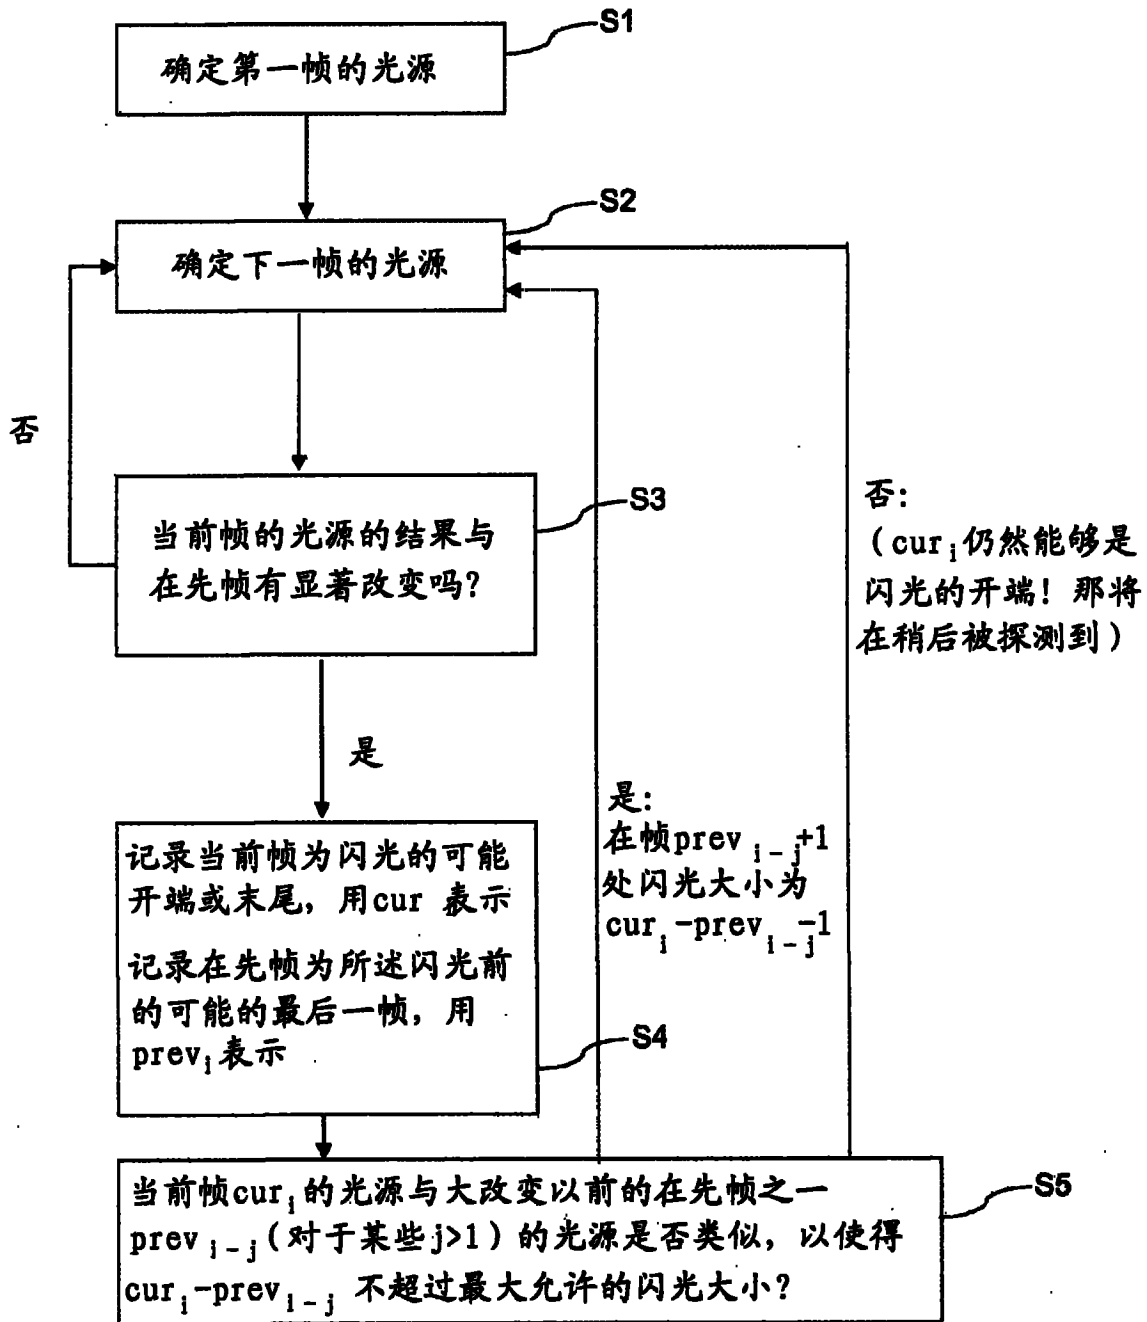 S1
确定第一帧的光源
S2
确定下一帧的光源
否
S3
当前帧的光源的结果与
在先帧有显著改变吗?
否:
(cur_i仍然能够是
闪光的开端! 那将
在稍后被探测到)
是
是:
在帧prev_{i-j}+1
处闪光大小为
cur_i-prev_{i-j}-1
记录当前帧为闪光的可能
开端或末尾, 用cur 表示
记录在先帧为所述闪光前
的可能的最后一帧, 用
prev_i表示
S4
S5
当前帧cur_i的光源与大改变以前的在先帧之一
prev_{i-j}(对于某些j>1)的光源是否类似, 以使得
cur_i-prev_{i-j} 不超过最大允许的闪光大小?